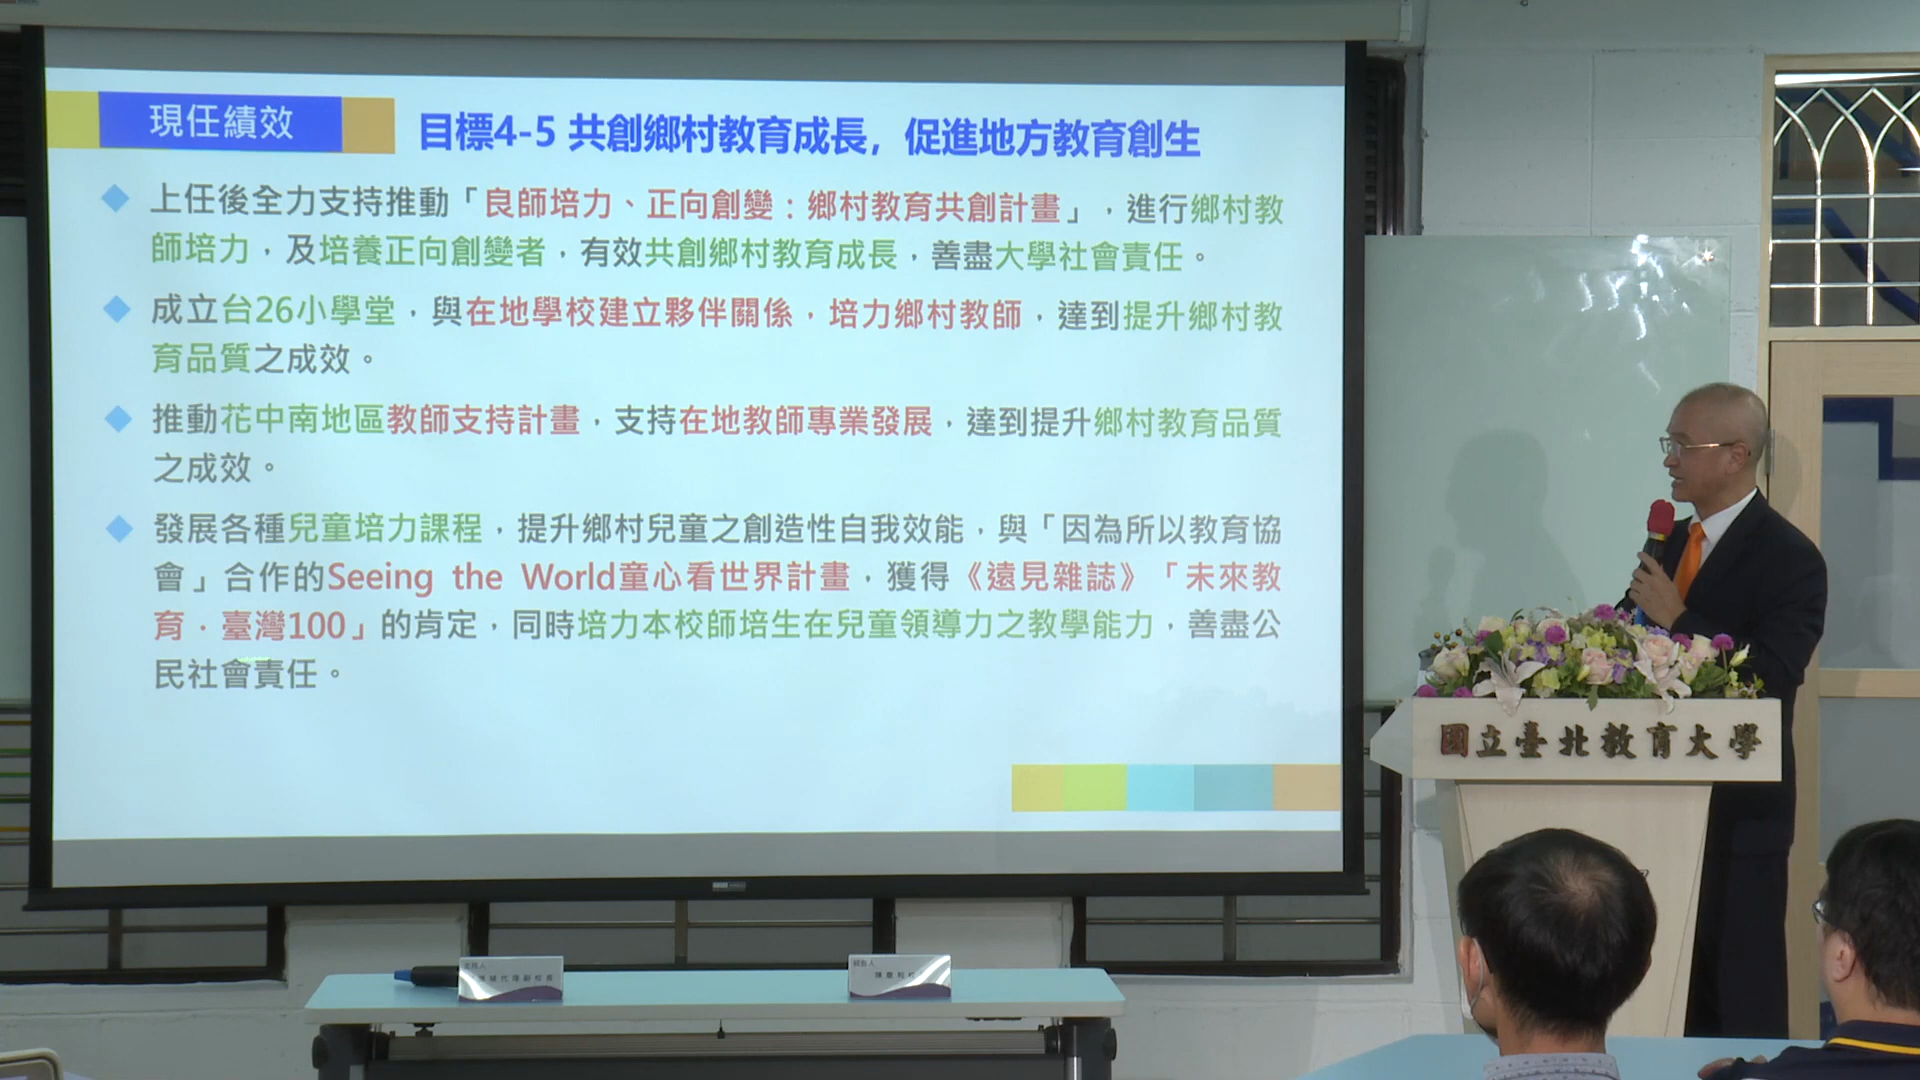 現任績效
目標4-5 共創鄉村教育成長，促進地方教育創生
上任後全力支持推動「良師培力、正向創變：鄉村教育共創計畫」，進行鄉村教
師培力，及培養正向創變者，有效共創鄉村教育成長，善盡大學社會責任。
成立台26小學堂，與在地學校建立夥伴關係，培力鄉村教師，達到提升鄉村教
育品質之成效。
推動花中南地區教師支持計畫，支持在地教師專業發展，達到提升鄉村教育品質
之成效。
發展各種兒童培力課程，提升鄉村兒童之創造性自我效能，與「因為所以教育協
會」合作的Seeing the World童心看世界計畫，獲得《遠見雜誌》「未來教
育．臺灣100」的肯定，同時培力本校師培生在兒童領導力之教學能力，善盡公
民社會責任。
國立臺北教育大學